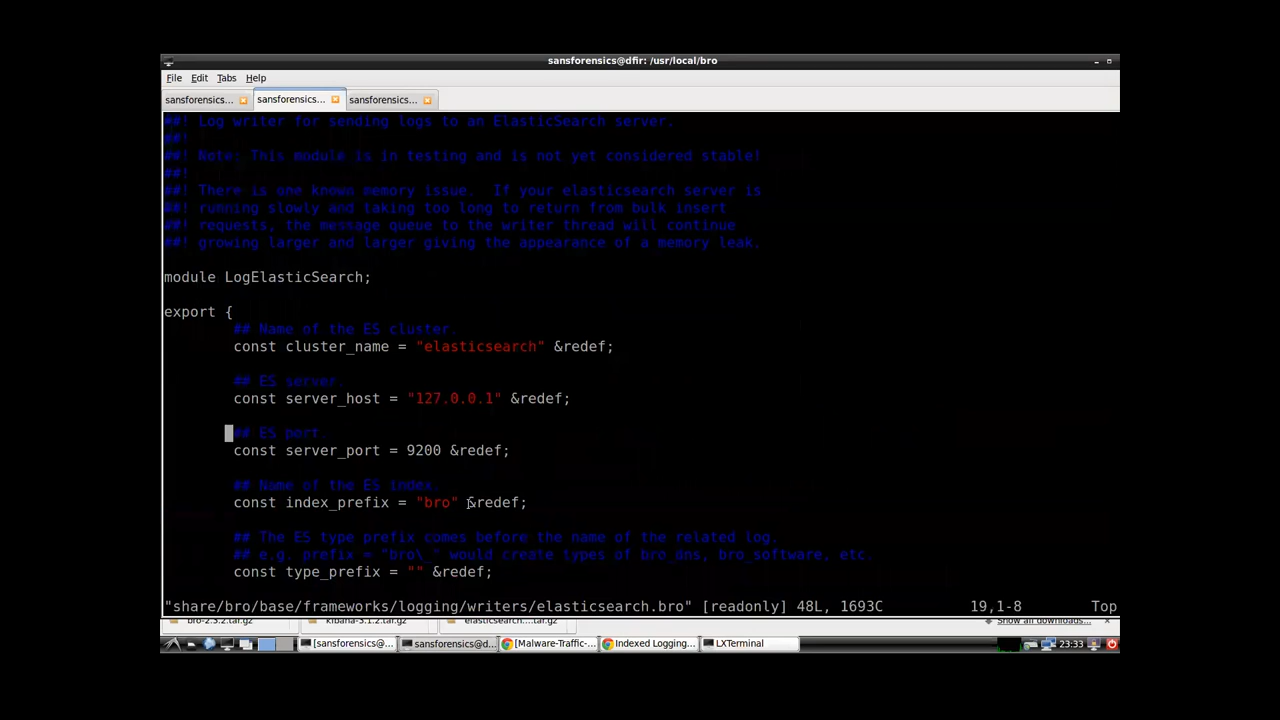 sansforensics@dfir: /usr/local/bro
File Edit Tabs Help
sansforensics... sansforensics... sansforensics...
##! Log writer for sending logs to an ElasticSearch server.
##!
##! Note: This module is in testing and is not yet considered stable!
##!
##! There is one known memory issue.  If your elasticsearch server is
##! running slowly and taking too long to return from bulk insert
##! requests, the message queue to the writer thread will continue
##! growing larger and larger giving the appearance of a memory leak.
module LogElasticSearch;
export {
## Name of the ES cluster.
const cluster_name = "elasticsearch" &redef;
## ES server.
const server_host = "127.0.0.1" &redef;
## ES port.
const server_port = 9200 &redef;
## Name of the ES index.
const index_prefix = "bro" &redef;
## The ES type prefix comes before the name of the related log.
## e.g. prefix = "bro\_" would create types of bro_dns, bro_software, etc.
const type_prefix = "" &redef;
"share/bro/base/frameworks/logging/writers/elasticsearch.bro" [readonly] 48L, 1693C 19,1-8 Top
bro-2.3.2.tar.gz kibana-3.1.2.tar.gz elasticsearch....tar.gz Show all downloads...
[sansforensics@... sansforensics@d... [Malware-Traffic-... Indexed Logging... LXTerminal 23:33